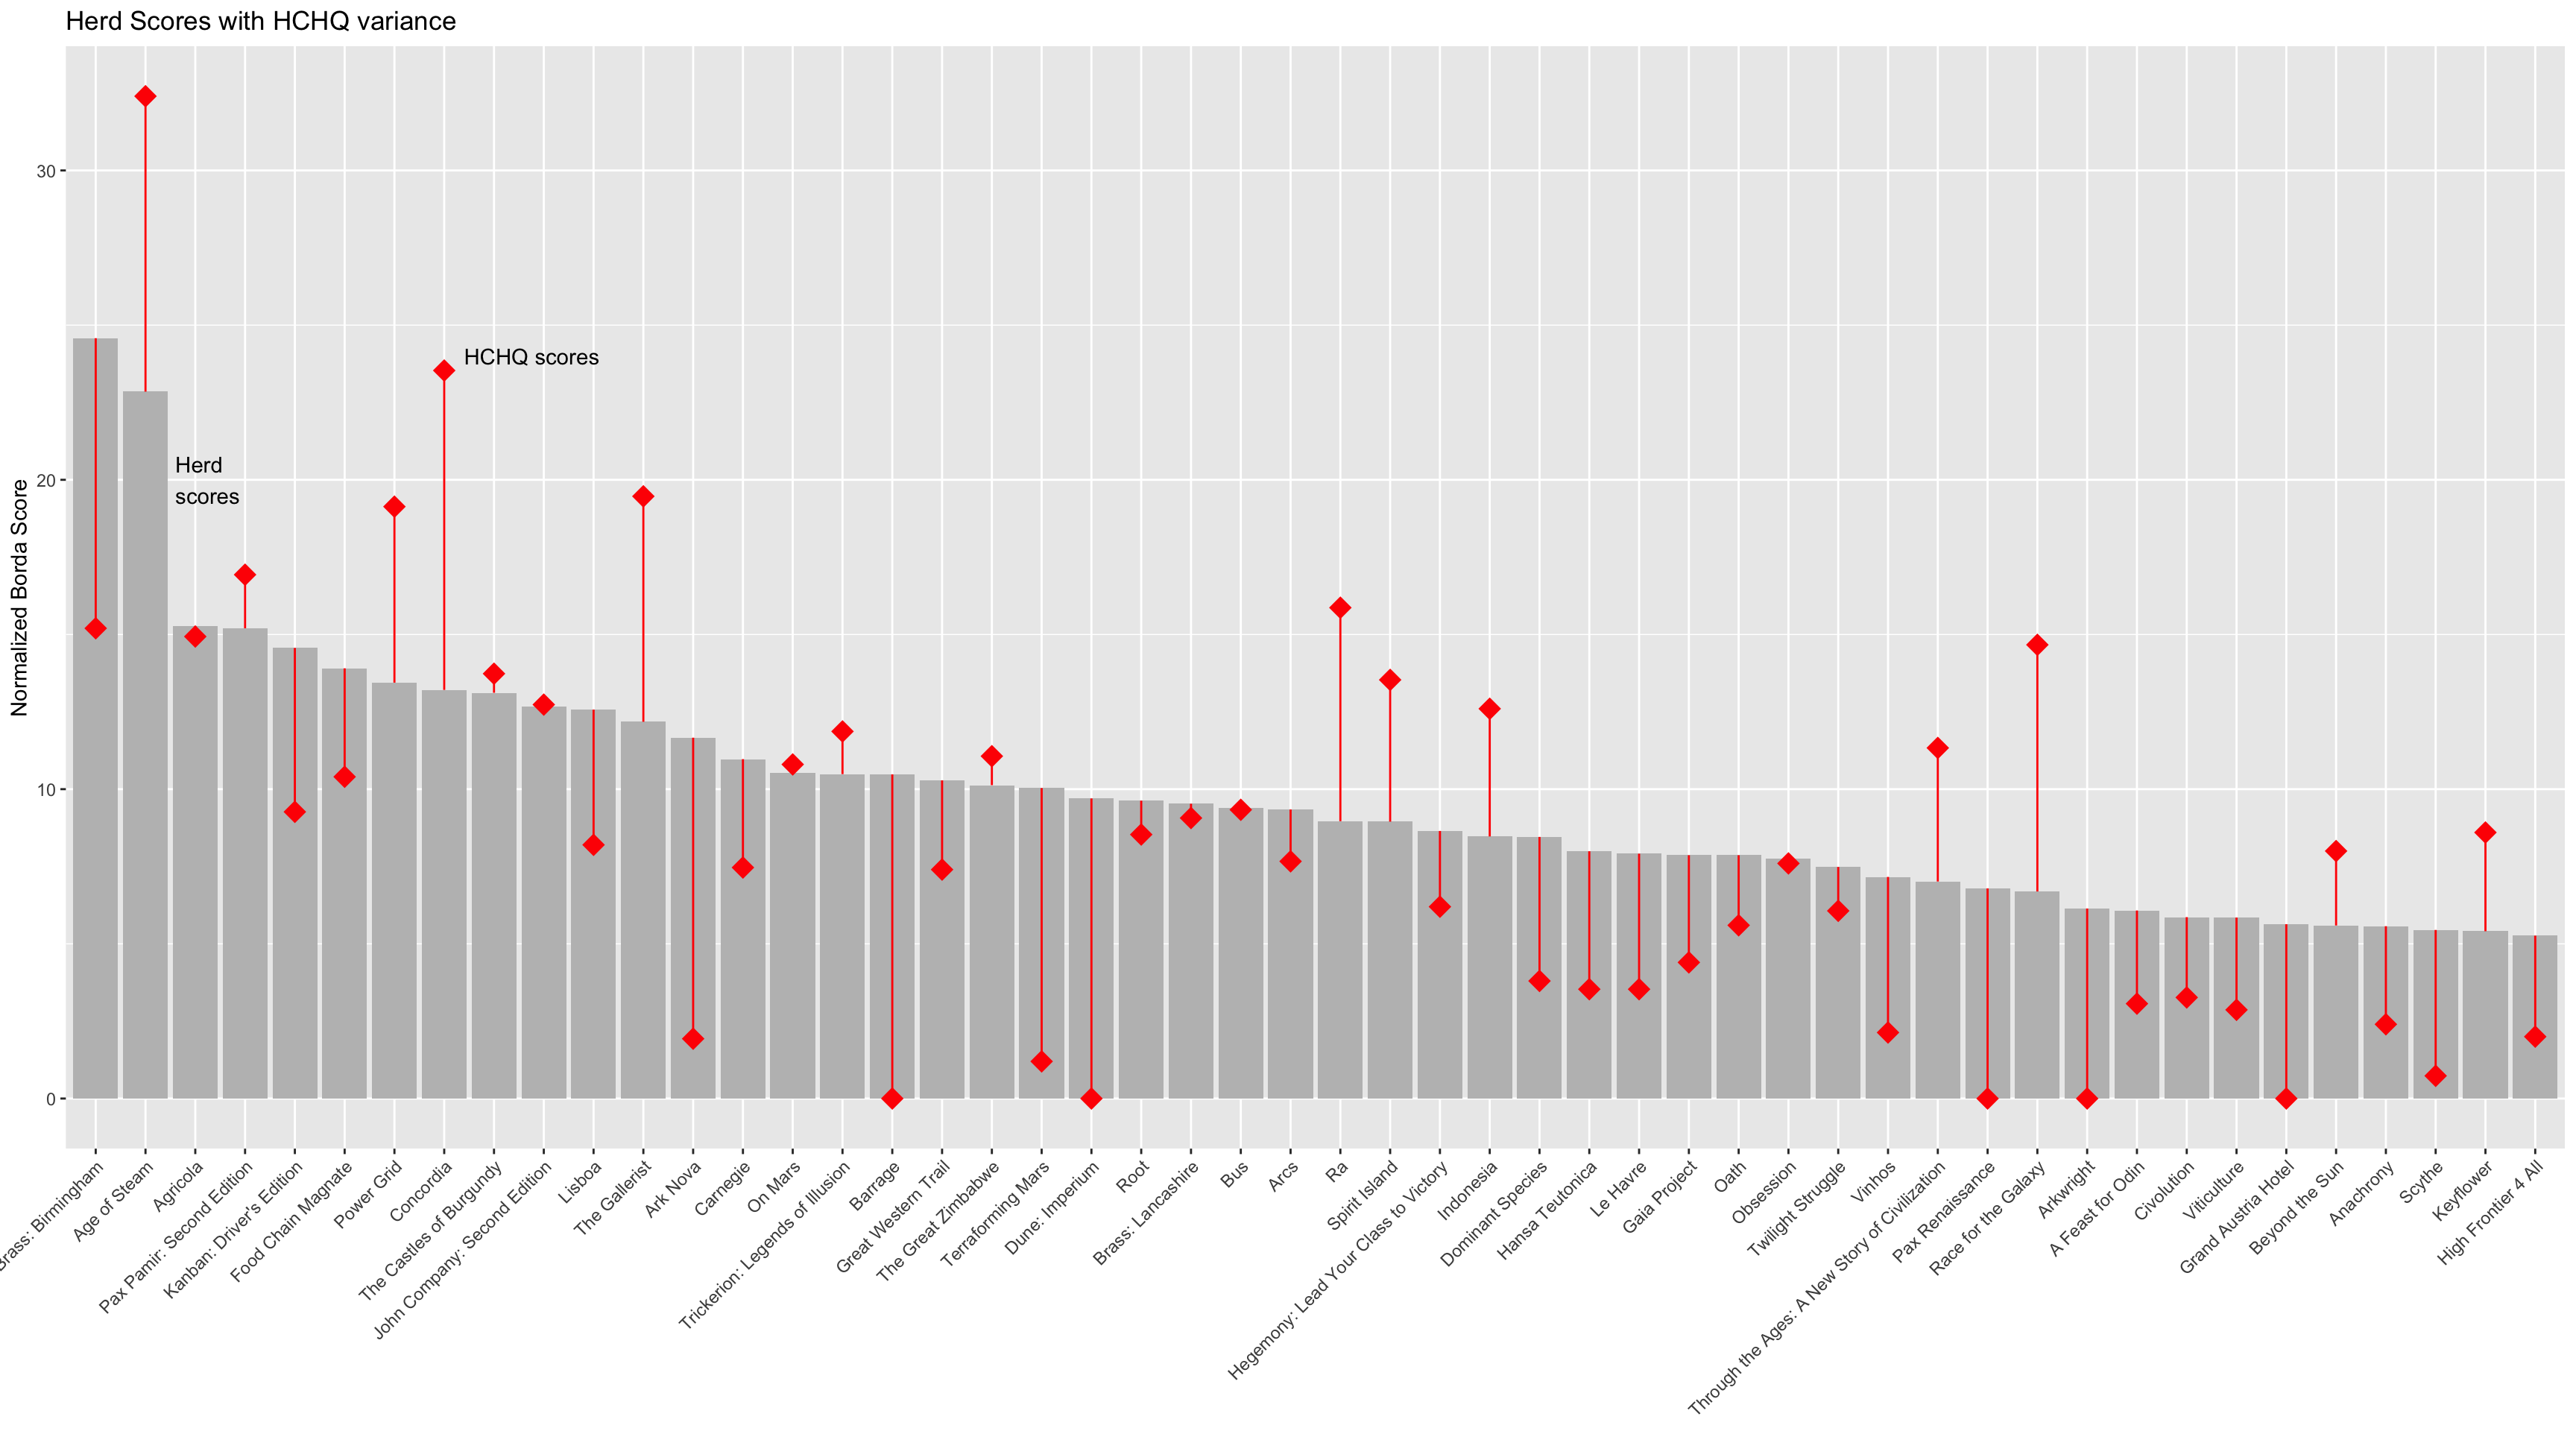 Herd Scores with HCHQ variance
Normalized Borda Score
30
20
10
0
HCHQ scores
Herd
scores
Brass: Birmingham
Age of Steam
Agricola
Pax Pamir: Second Edition
Kanban: Driver's Edition
Food Chain Magnate
Power Grid
Concordia
The Castles of Burgundy
John Company: Second Edition
Lisboa
The Gallerist
Ark Nova
Carnegie
On Mars
Trickerion: Legends of Illusion
Barrage
Great Western Trail
The Great Zimbabwe
Terraforming Mars
Dune: Imperium
Root
Brass: Lancashire
Bus
Arcs
Ra
Spirit Island
Hegemony: Lead Your Class to Victory
Indonesia
Dominant Species
Hansa Teutonica
Le Havre
Gaia Project
Oath
Obsession
Twilight Struggle
Vinhos
Through the Ages: A New Story of Civilization
Pax Renaissance
Race for the Galaxy
Arkwright
A Feast for Odin
Civolution
Viticulture
Grand Austria Hotel
Beyond the Sun
Anachrony
Scythe
Keyflower
High Frontier 4 All